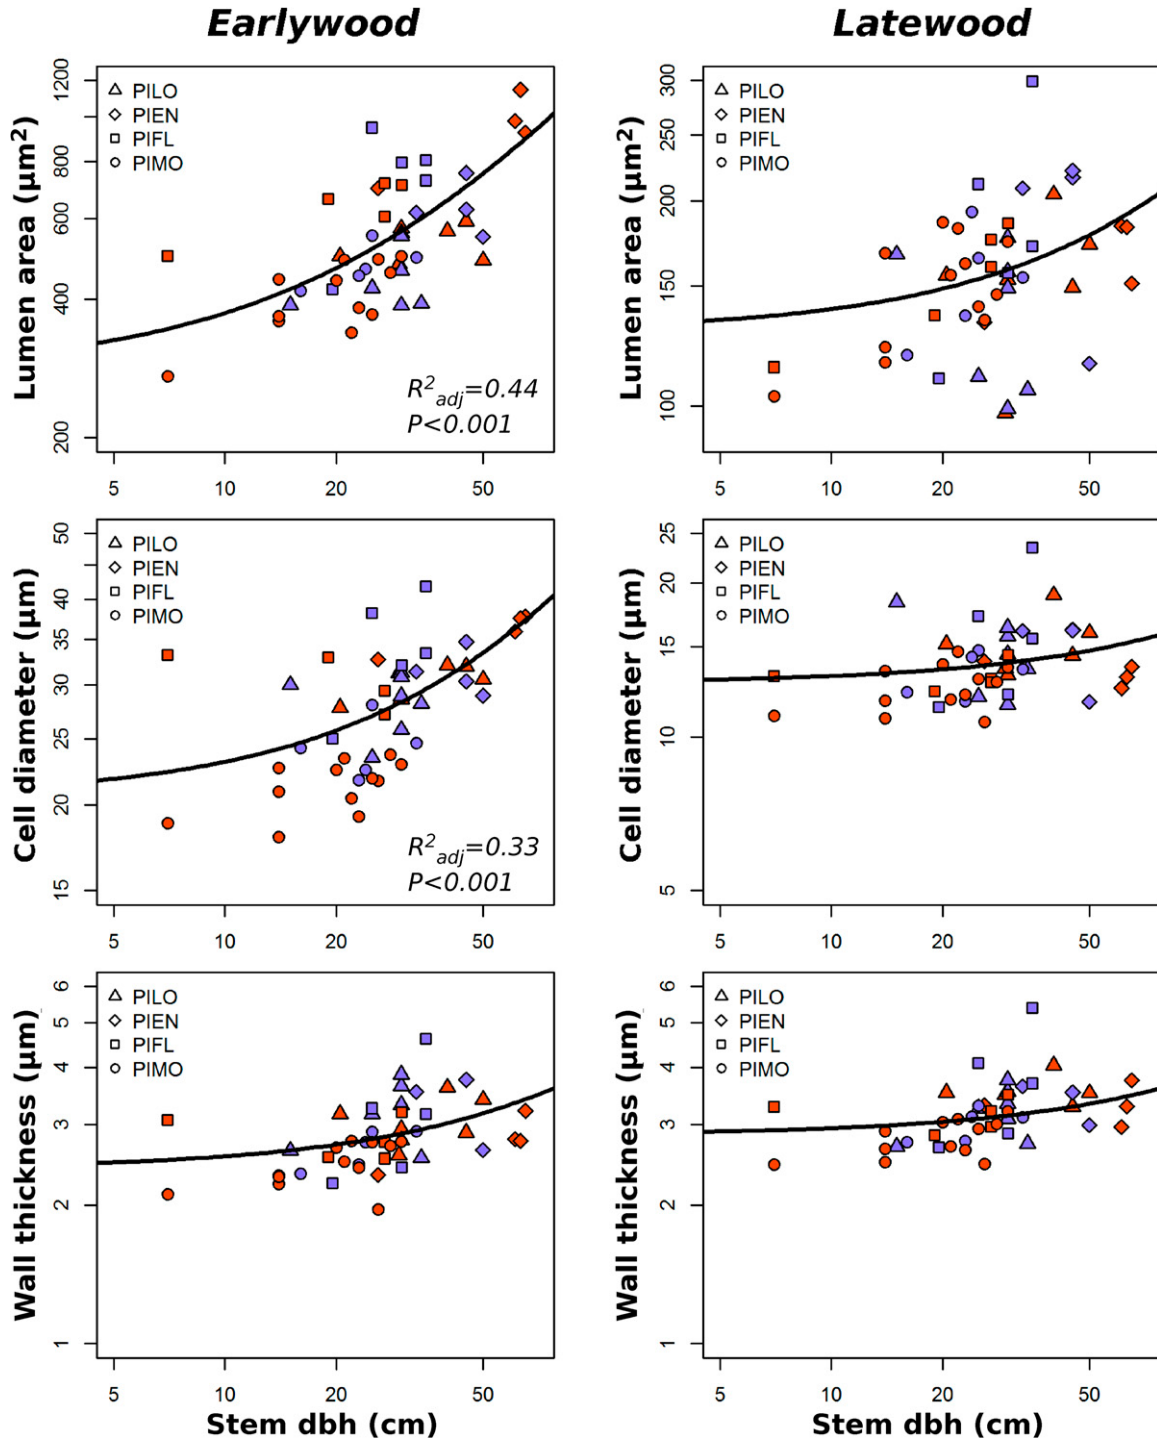 Earlywood
Latewood
Lumen area (µm²)
1200
800
600
400
200
PILO
PIEN
PIFL
PIMO
R²adj=0.44
P<0.001
5 10 20 50
Lumen area (µm²)
300
250
200
150
100
PILO
PIEN
PIFL
PIMO
5 10 20 50
Cell diameter (µm)
50
40
35
30
25
20
15
PILO
PIEN
PIFL
PIMO
R²adj=0.33
P<0.001
5 10 20 50
Cell diameter (µm)
25
20
15
10
5
PILO
PIEN
PIFL
PIMO
5 10 20 50
Wall thickness (µm)
6
5
4
3
2
1
PILO
PIEN
PIFL
PIMO
5 10 20 50
Stem dbh (cm)
Wall thickness (µm)
6
5
4
3
2
1
PILO
PIEN
PIFL
PIMO
5 10 20 50
Stem dbh (cm)